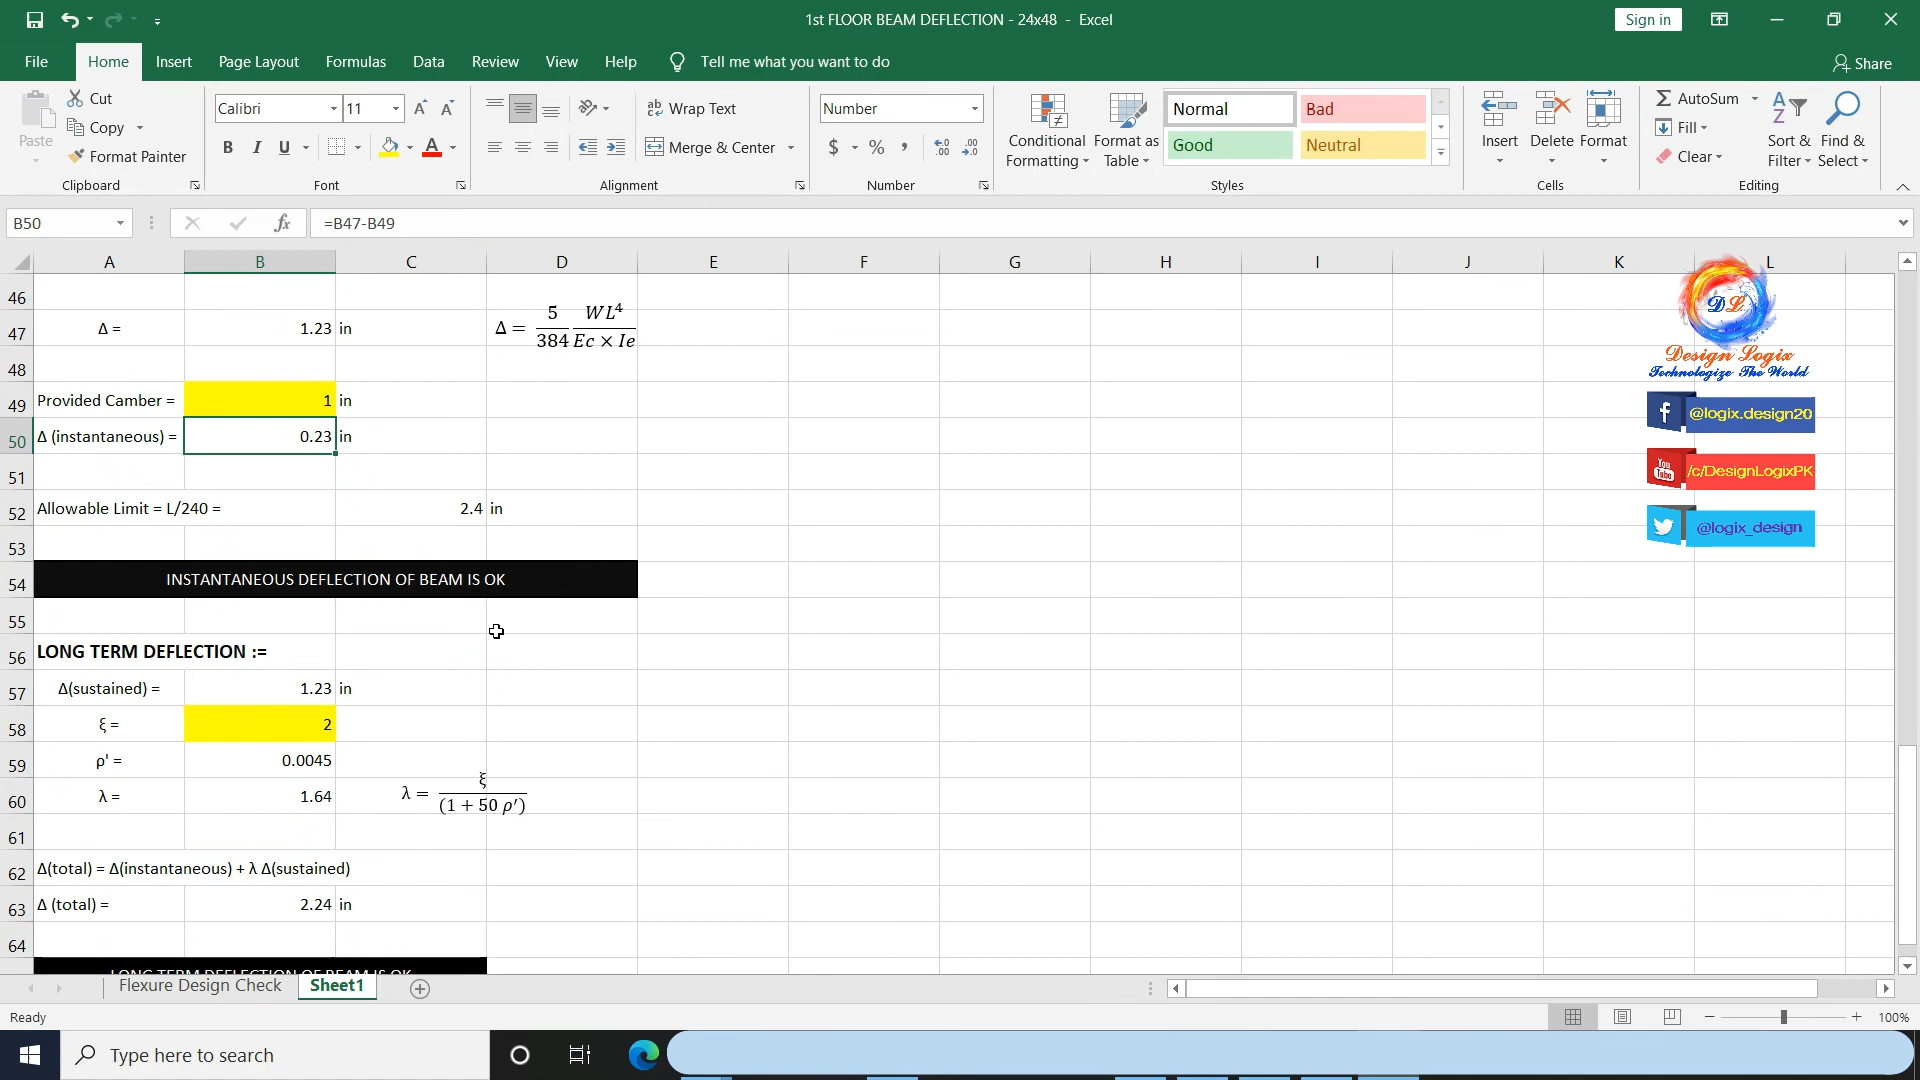 1st FLOOR BEAM DEFLECTION - 24x48 - Excel
Sign in
File Home Insert Page Layout Formulas Data Review View Help Tell me what you want to do Share
Paste
Cut
Copy
Format Painter
Clipboard
Calibri 11
B I U
Font
Wrap Text
Merge & Center
Alignment
Number
$ % ,
Number
Conditional Formatting
Format as Table
Normal Bad
Good Neutral
Styles
Insert Delete Format
Cells
AutoSum
Fill
Clear
Sort & Filter
Find & Select
Editing
B50 fx =B47-B49
A B C D E F G H I J K L
46
47 Δ = 1.23 in Δ = 5/384 WL⁴/Ec × Ie
48
49 Provided Camber = 1 in
50 Δ (instantaneous) = 0.23 in
51
52 Allowable Limit = L/240 = 2.4 in
53
54 INSTANTANEOUS DEFLECTION OF BEAM IS OK
55
56 LONG TERM DEFLECTION :=
57 Δ(sustained) = 1.23 in
58 ξ = 2
59 ρ' = 0.0045
60 λ = 1.64 λ = ξ/(1 + 50 ρ′)
61
62 Δ(total) = Δ(instantaneous) + λ Δ(sustained)
63 Δ (total) = 2.24 in
64
LONG TERM DEFLECTION OF BEAM IS OK
DL
Design Logix
Technologize The World
f @logix.design20
You Tube /c/DesignLogixPK
@logix_design
Flexure Design Check Sheet1
Ready
100%
Type here to search